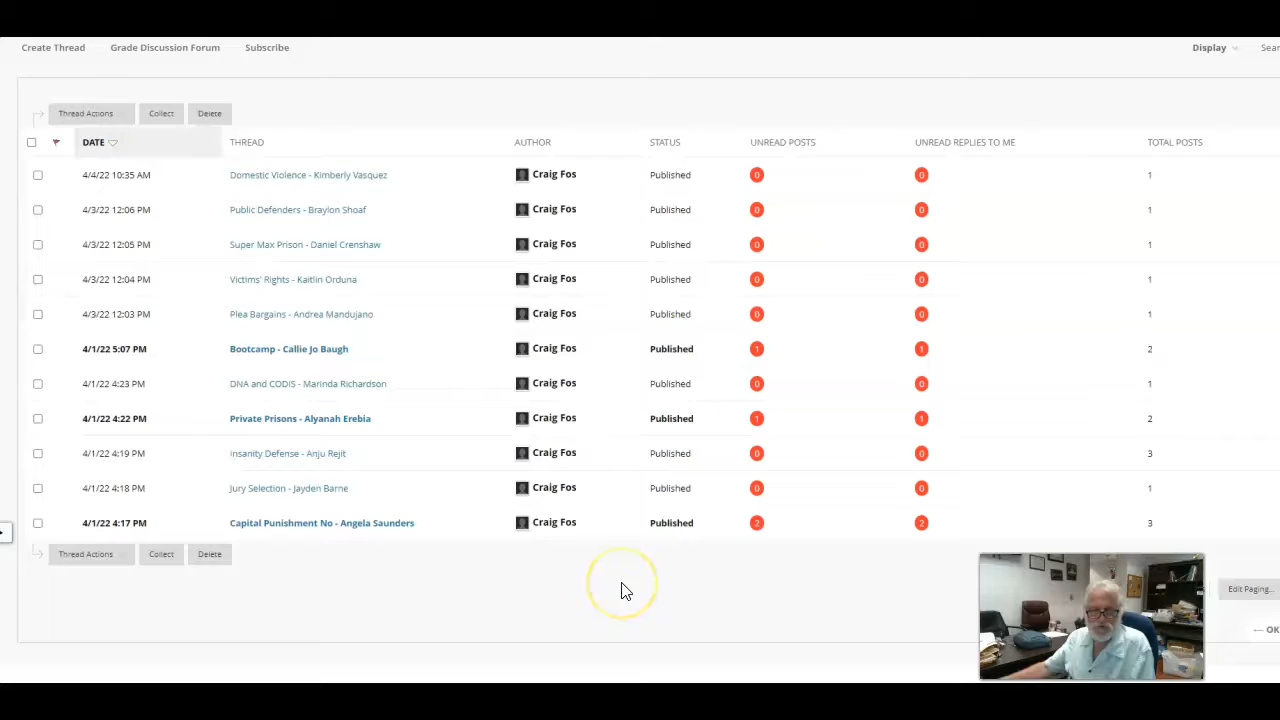 Create Thread Grade Discussion Forum Subscribe Display Sear
Thread Actions Collect Delete
DATE THREAD AUTHOR STATUS UNREAD POSTS UNREAD REPLIES TO ME TOTAL POSTS
4/4/22 10:35 AM Domestic Violence - Kimberly Vasquez Craig Fos Published 0 0 1
4/3/22 12:06 PM Public Defenders - Braylon Shoaf Craig Fos Published 0 0 1
4/3/22 12:05 PM Super Max Prison - Daniel Crenshaw Craig Fos Published 0 0 1
4/3/22 12:04 PM Victims' Rights - Kaitlin Orduna Craig Fos Published 0 0 1
4/3/22 12:03 PM Plea Bargains - Andrea Mandujano Craig Fos Published 0 0 1
4/1/22 5:07 PM Bootcamp - Callie Jo Baugh Craig Fos Published 1 1 2
4/1/22 4:23 PM DNA and CODIS - Marinda Richardson Craig Fos Published 0 0 1
4/1/22 4:22 PM Private Prisons - Alyanah Erebia Craig Fos Published 1 1 2
4/1/22 4:19 PM Insanity Defense - Anju Rejit Craig Fos Published 0 0 3
4/1/22 4:18 PM Jury Selection - Jayden Barne Craig Fos Published 0 0 1
4/1/22 4:17 PM Capital Punishment No - Angela Saunders Craig Fos Published 2 2 3
Thread Actions Collect Delete
Edit Paging...
← OK